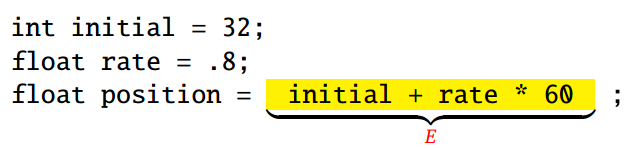 int initial = 32;
float rate = .8;
float position = initial + rate * 60 ;
E